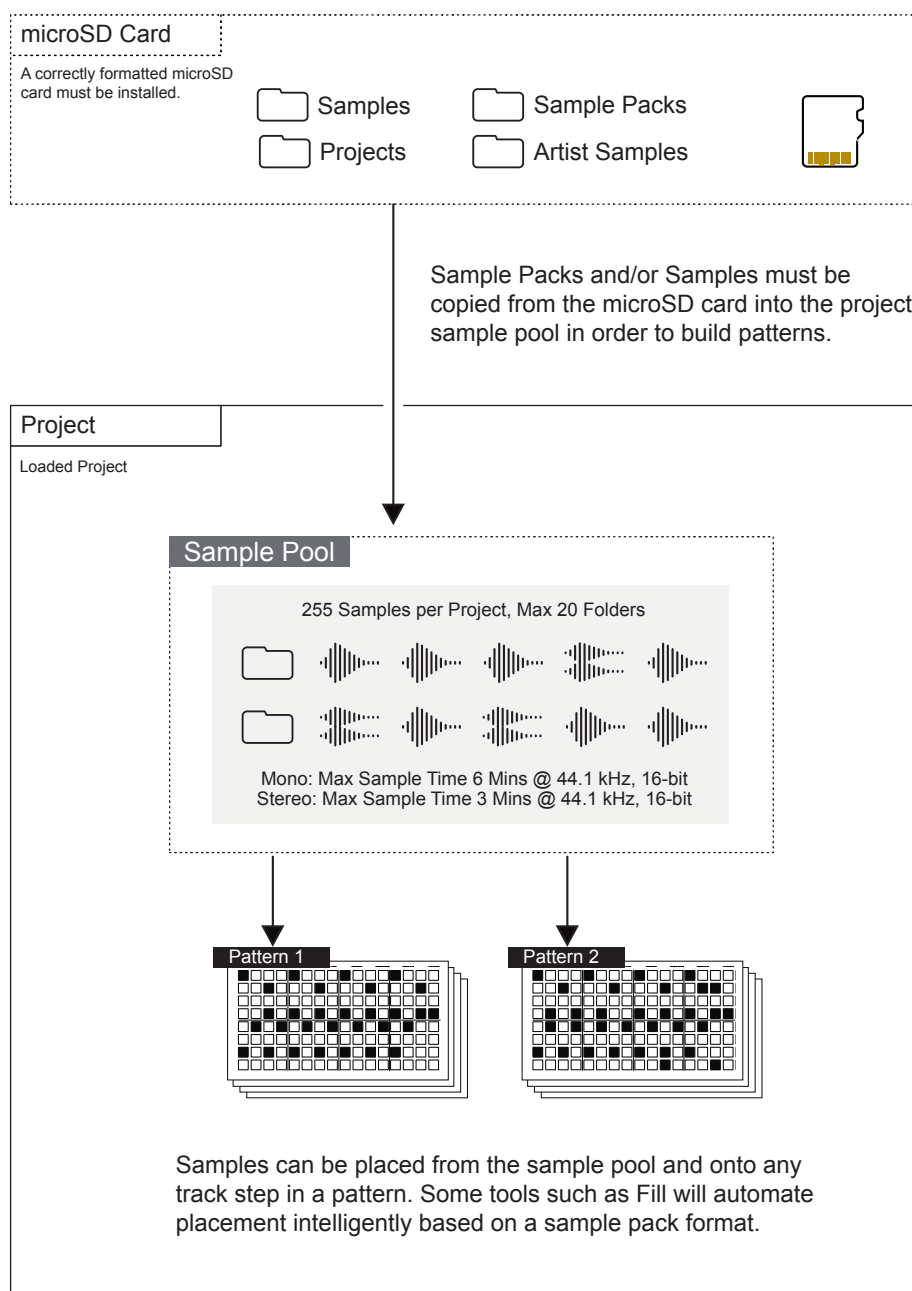 microSD Card
A correctly formatted microSD
card must be installed.
Samples
Sample Packs
Projects
Artist Samples
Sample Packs and/or Samples must be
copied from the microSD card into the project
sample pool in order to build patterns.
Project
Loaded Project
Sample Pool
255 Samples per Project, Max 20 Folders
Mono: Max Sample Time 6 Mins @ 44.1 kHz, 16-bit
Stereo: Max Sample Time 3 Mins @ 44.1 kHz, 16-bit
Pattern 1
Pattern 2
Samples can be placed from the sample pool and onto any
track step in a pattern. Some tools such as Fill will automate
placement intelligently based on a sample pack format.